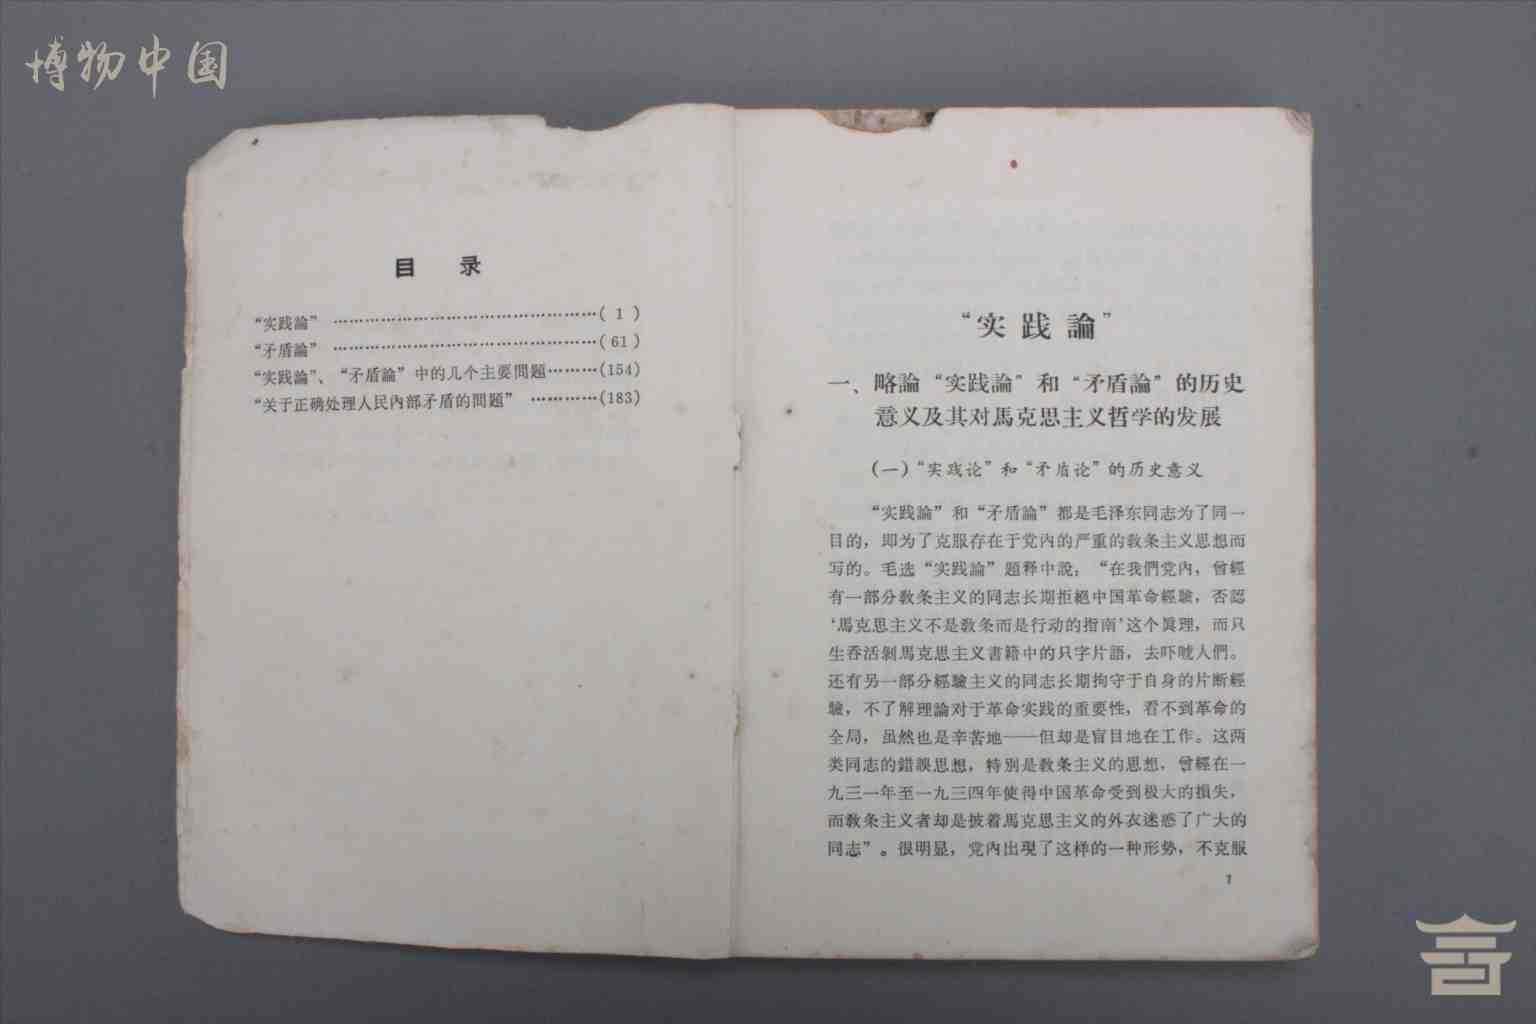 博物中国
目 录
“实践論” ………………………………………( 1 )
“矛盾論” ………………………………………( 61 )
“实践論”、“矛盾論”中的几个主要問題………(154)
“关于正确处理人民內部矛盾的問題” …………(183)
“实践論”
一、略論“实践論”和“矛盾論”的历史
意义及其对馬克思主义哲学的发展
(一)“实践论”和“矛盾论”的历史意义
“实践論”和“矛盾論”都是毛泽东同志为了同一
目的，即为了克服存在于党內的严重的教条主义思想而
写的。毛选“实践論”题释中說：“在我們党內，曾經
有一部分教条主义的同志长期拒絕中国革命經驗，否認
‘馬克思主义不是教条而是行动的指南’这个眞理，而只
生吞活剝馬克思主义書籍中的只字片語，去吓唬人們。
还有另一部分經驗主义的同志长期拘守于自身的片断經
驗，不了解理論对于革命实践的重要性，看不到革命的
全局，虽然也是辛苦地——但却是盲目地在工作。这两
类同志的錯誤思想，特別是教条主义的思想，曾經在一
九三一年至一九三四年使得中国革命受到极大的損失，
而教条主义者却是披着馬克思主义的外衣迷惑了广大的
同志”。很明显，党內出現了这样的一种形势，不克服
1